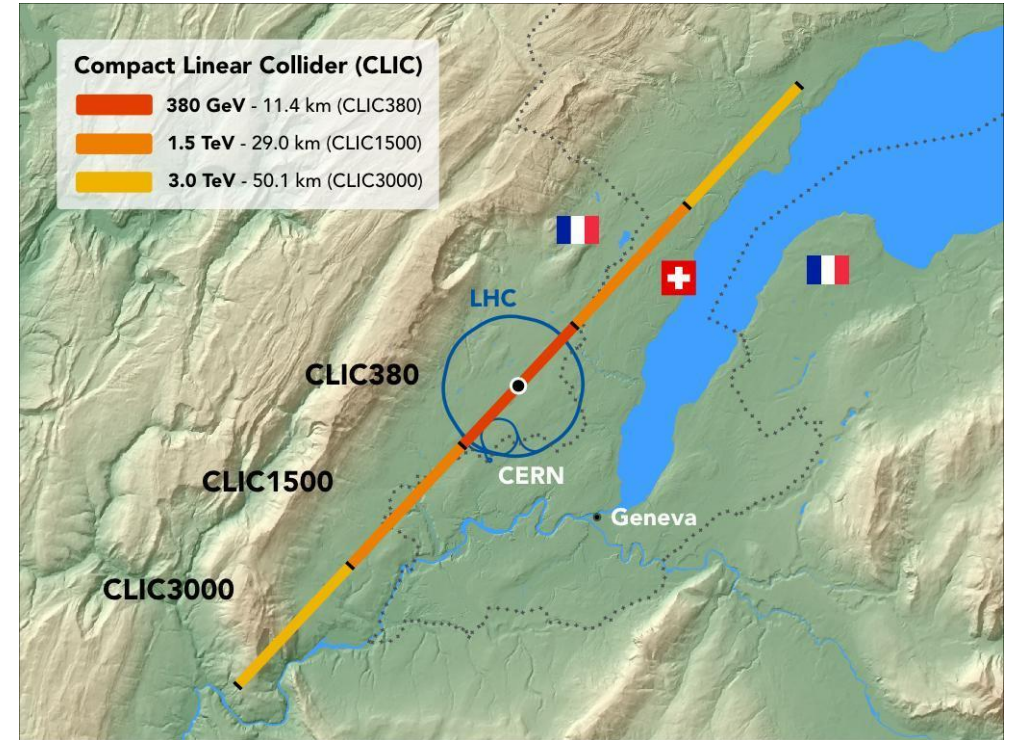 Compact Linear Collider (CLIC)
380 GeV - 11.4 km (CLIC380)
1.5 TeV - 29.0 km (CLIC1500)
3.0 TeV - 50.1 km (CLIC3000)
LHC
CLIC380
CLIC1500
CERN
Geneva
CLIC3000